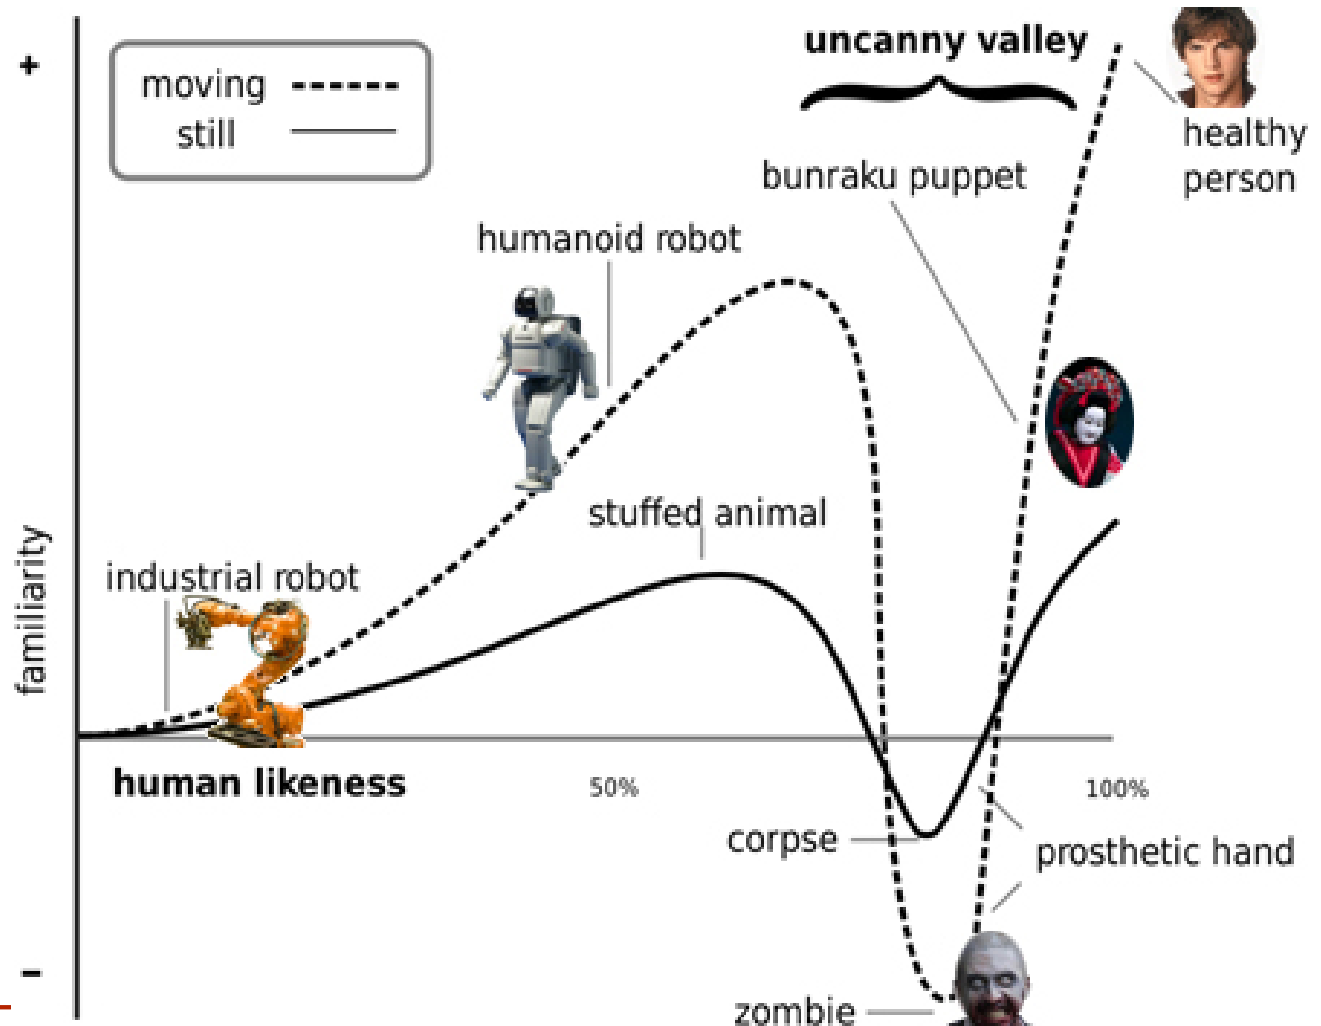 +
uncanny valley
moving
still
healthy
person
bunraku puppet
humanoid robot
stuffed animal
industrial robot
familiarity
human likeness
50%
100%
corpse
prosthetic hand
-
zombie